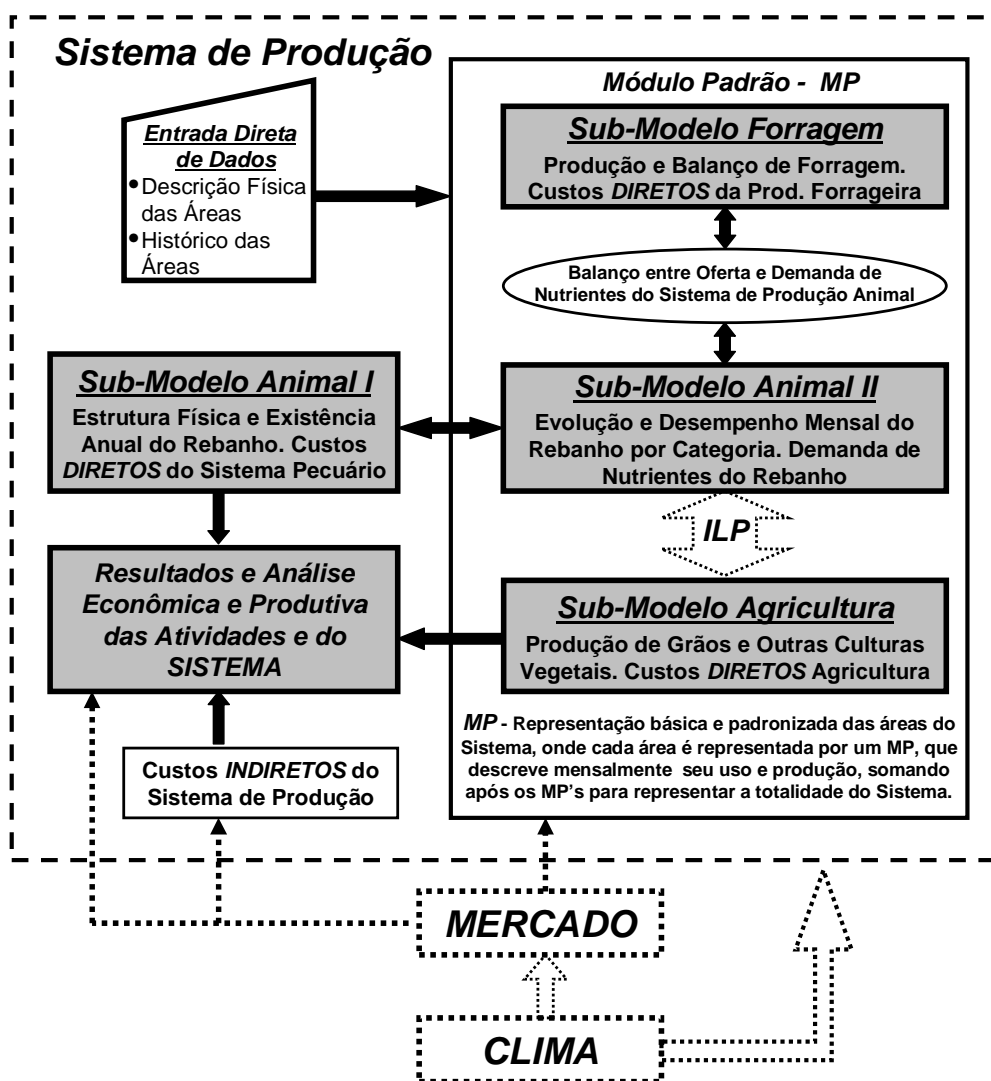 Sistema de Produção
Entrada Direta
de Dados
•Descrição Física
das Áreas
•Histórico das
Áreas
Módulo Padrão - MP
Sub-Modelo Forragem
Produção e Balanço de Forragem.
Custos DIRETOS da Prod. Forrageira
Balanço entre Oferta e Demanda de
Nutrientes do Sistema de Produção Animal
Sub-Modelo Animal I
Estrutura Física e Existência
Anual do Rebanho. Custos
DIRETOS do Sistema Pecuário
Sub-Modelo Animal II
Evolução e Desempenho Mensal do
Rebanho por Categoria. Demanda de
Nutrientes do Rebanho
ILP
Resultados e Análise
Econômica e Produtiva
das Atividades e do
SISTEMA
Sub-Modelo Agricultura
Produção de Grãos e Outras Culturas
Vegetais. Custos DIRETOS Agricultura
MP - Representação básica e padronizada das áreas do
Sistema, onde cada área é representada por um MP, que
descreve mensalmente seu uso e produção, somando
após os MP's para representar a totalidade do Sistema.
Custos INDIRETOS do
Sistema de Produção
MERCADO
CLIMA